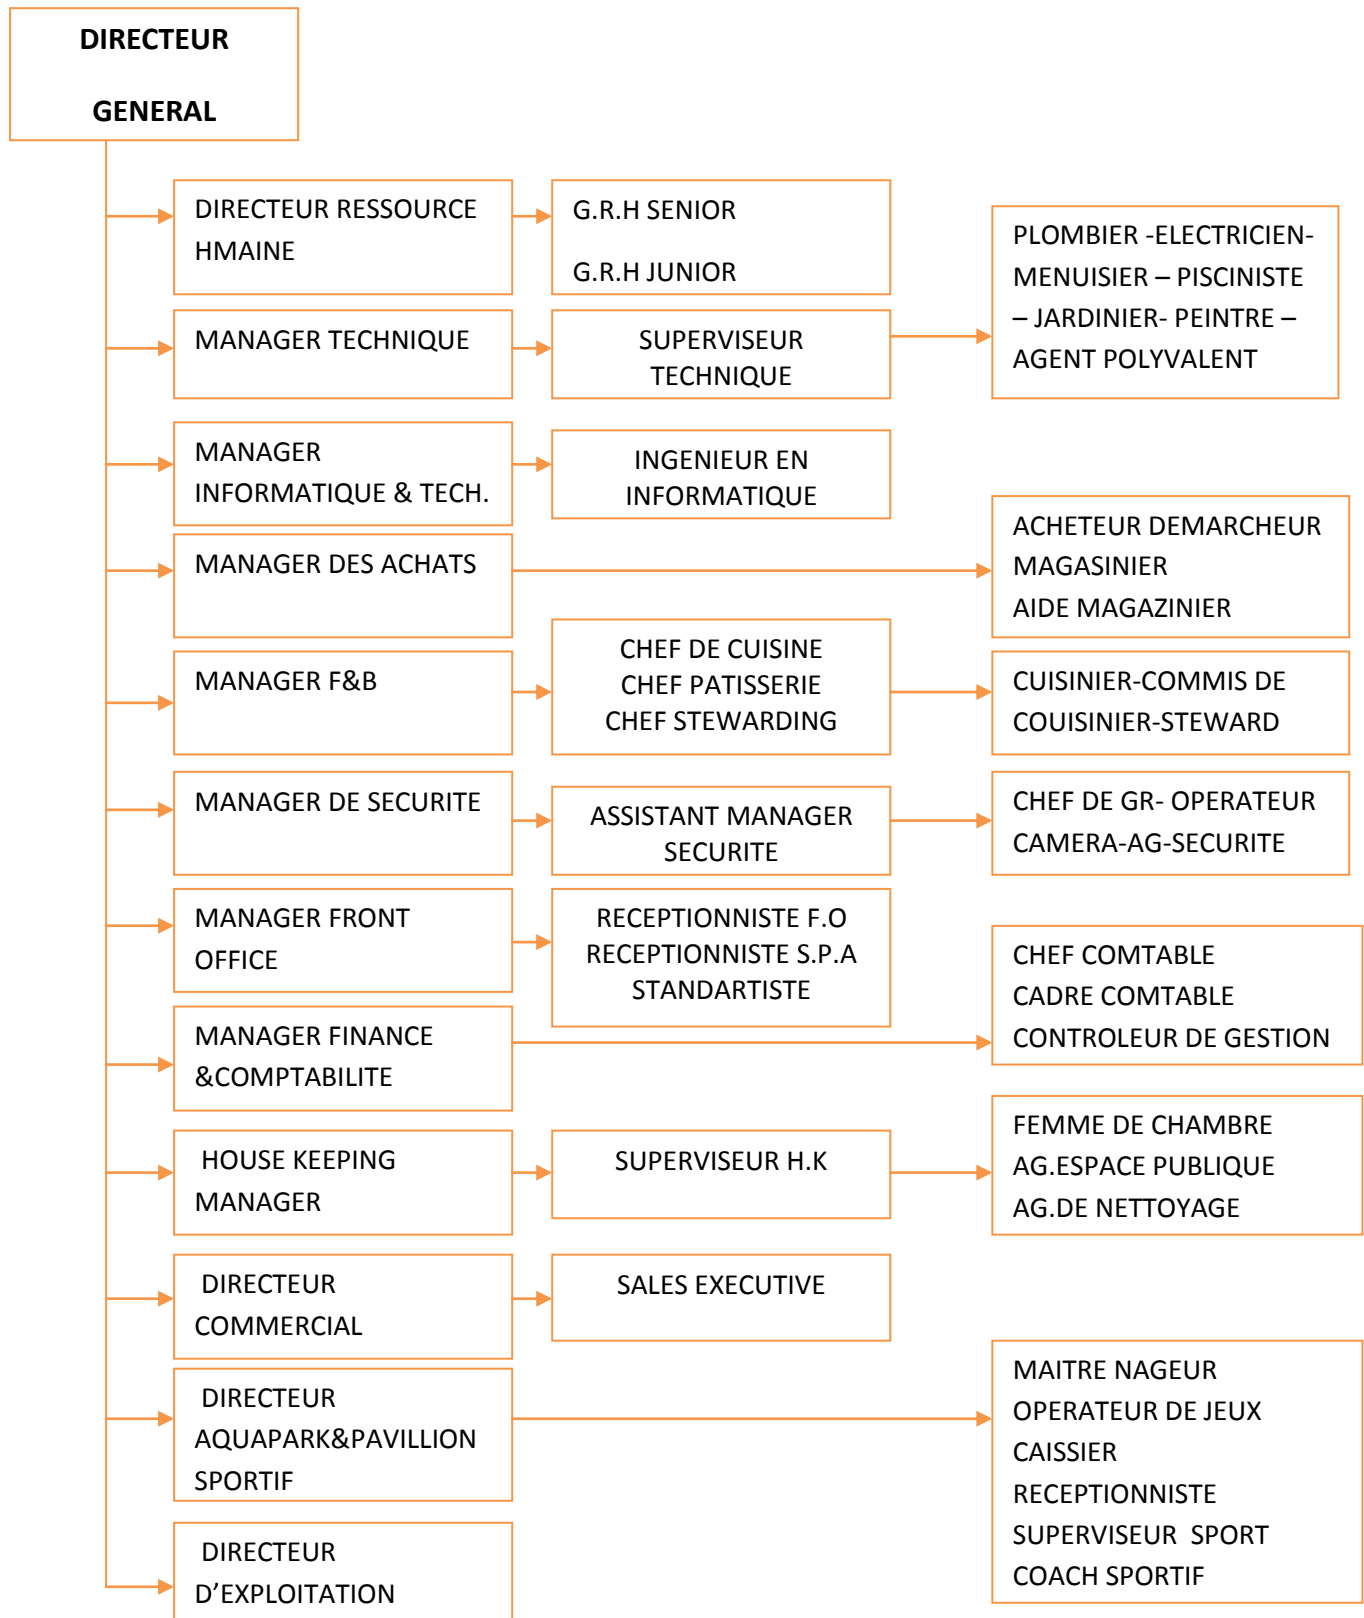 DIRECTEUR
GENERAL
DIRECTEUR RESSOURCE
HMAINE
G.R.H SENIOR
G.R.H JUNIOR
PLOMBIER -ELECTRICIEN-
MENUISIER – PISCINISTE
– JARDINIER- PEINTRE –
AGENT POLYVALENT
MANAGER TECHNIQUE
SUPERVISEUR
TECHNIQUE
MANAGER
INFORMATIQUE & TECH.
INGENIEUR EN
INFORMATIQUE
MANAGER DES ACHATS
ACHETEUR DEMARCHEUR
MAGASINIER
AIDE MAGAZINIER
MANAGER F&B
CHEF DE CUISINE
CHEF PATISSERIE
CHEF STEWARDING
CUISINIER-COMMIS DE
COUISINIER-STEWARD
MANAGER DE SECURITE
ASSISTANT MANAGER
SECURITE
CHEF DE GR- OPERATEUR
CAMERA-AG-SECURITE
MANAGER FRONT
OFFICE
RECEPTIONNISTE F.O
RECEPTIONNISTE S.P.A
STANDARTISTE
MANAGER FINANCE
&COMPTABILITE
CHEF COMTABLE
CADRE COMTABLE
CONTROLEUR DE GESTION
HOUSE KEEPING
MANAGER
SUPERVISEUR H.K
FEMME DE CHAMBRE
AG.ESPACE PUBLIQUE
AG.DE NETTOYAGE
DIRECTEUR
COMMERCIAL
SALES EXECUTIVE
DIRECTEUR
AQUAPARK&PAVILLION
SPORTIF
MAITRE NAGEUR
OPERATEUR DE JEUX
CAISSIER
RECEPTIONNISTE
SUPERVISEUR  SPORT
COACH SPORTIF
DIRECTEUR
D’EXPLOITATION